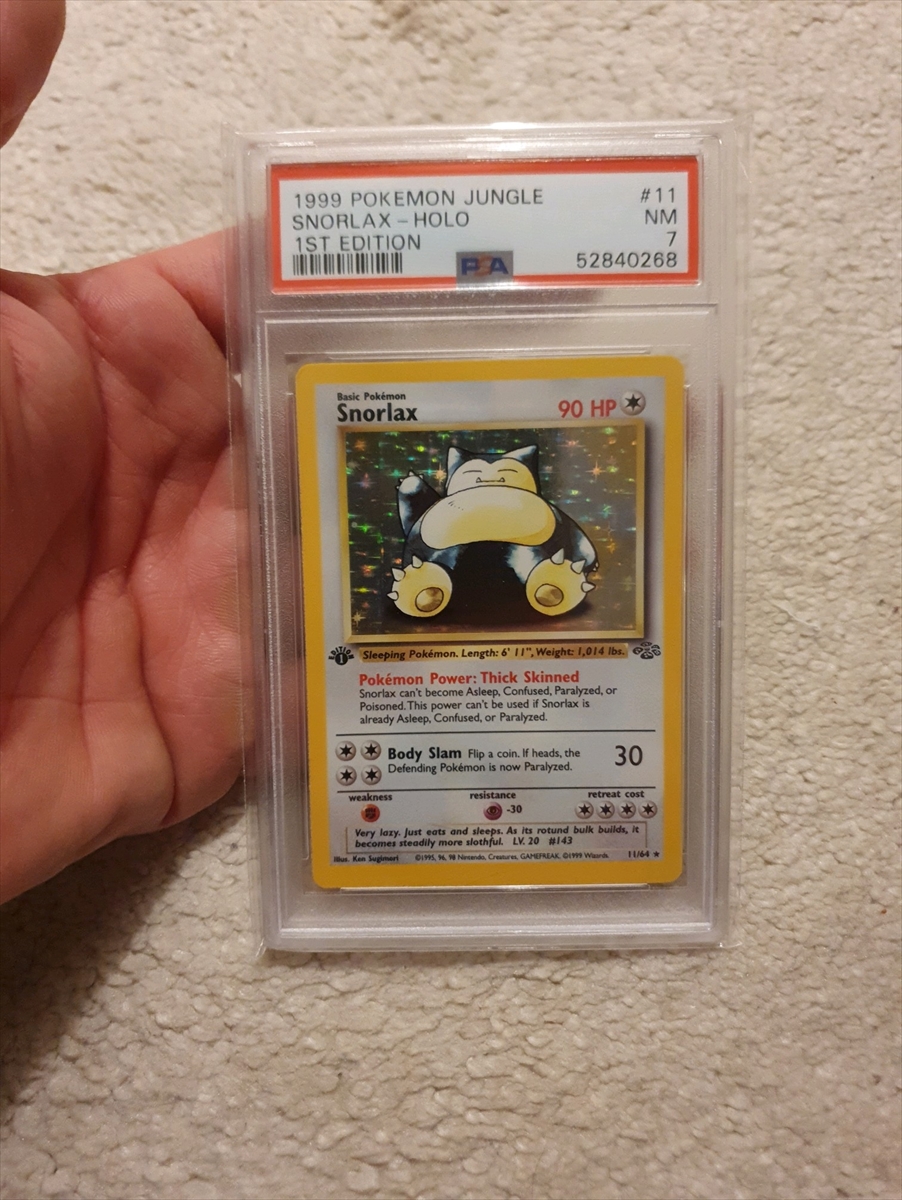 1999 POKEMON JUNGLE #11
SNORLAX - HOLO NM
1ST EDITION 7
PSA 52840268
Basic Pokémon
Snorlax 90 HP
EDITION 1
Sleeping Pokémon. Length: 6' 11", Weight: 1,014 lbs.
Pokémon Power: Thick Skinned
Snorlax can't become Asleep, Confused, Paralyzed, or
Poisoned. This power can't be used if Snorlax is
already Asleep, Confused, or Paralyzed.
Body Slam Flip a coin. If heads, the 30
Defending Pokémon is now Paralyzed.
weakness resistance retreat cost
-30
Very lazy. Just eats and sleeps. As its rotund bulk builds, it
becomes steadily more slothful. LV. 20 #143
Illus. Ken Sugimori ©1995, 96, 98 Nintendo, Creatures, GAMEFREAK. ©1999 Wizards. 11/64 ★